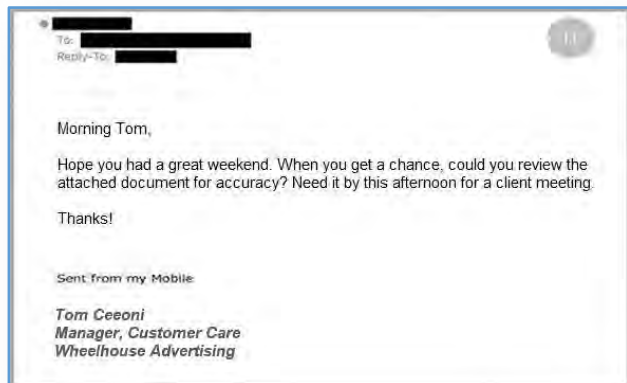 To:
Reply-To:
Morning Tom,
Hope you had a great weekend. When you get a chance, could you review the
attached document for accuracy? Need it by this afternoon for a client meeting.
Thanks!
Sent from my Mobile
Tom Ceeoni
Manager, Customer Care
Wheelhouse Advertising